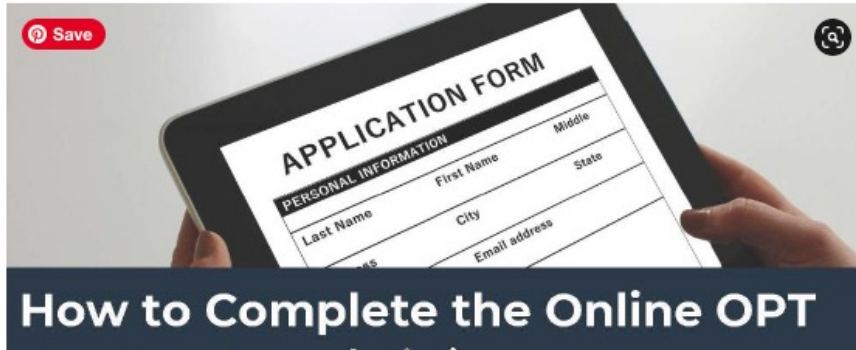 Save
APPLICATION FORM
PERSONAL INFORMATION
Last Name First Name Middle
City State
Email address
How to Complete the Online OPT